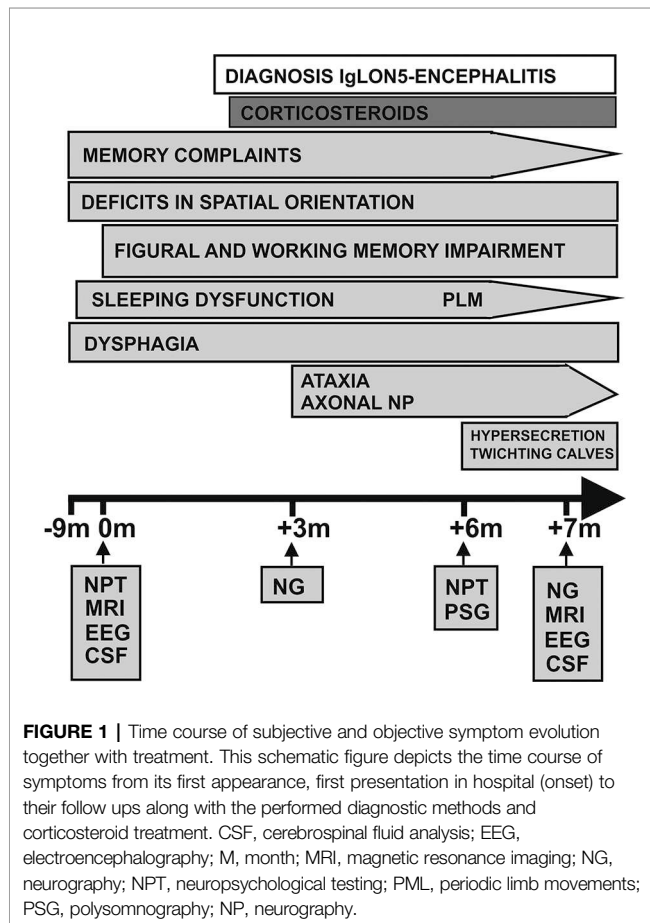 DIAGNOSIS IgLON5-ENCEPHALITIS
CORTICOSTEROIDS
MEMORY COMPLAINTS
DEFICITS IN SPATIAL ORIENTATION
FIGURAL AND WORKING MEMORY IMPAIRMENT
SLEEPING DYSFUNCTION PLM
DYSPHAGIA
ATAXIA
AXONAL NP
HYPERSECRETION
TWICHTING CALVES
-9m 0m +3m +6m +7m
NPT
MRI
EEG
CSF
NG
NPT
PSG
NG
MRI
EEG
CSF
FIGURE 1 | Time course of subjective and objective symptom evolution
together with treatment. This schematic figure depicts the time course of
symptoms from its first appearance, first presentation in hospital (onset) to
their follow ups along with the performed diagnostic methods and
corticosteroid treatment. CSF, cerebrospinal fluid analysis; EEG,
electroencephalography; M, month; MRI, magnetic resonance imaging; NG,
neurography; NPT, neuropsychological testing; PML, periodic limb movements;
PSG, polysomnography; NP, neurography.